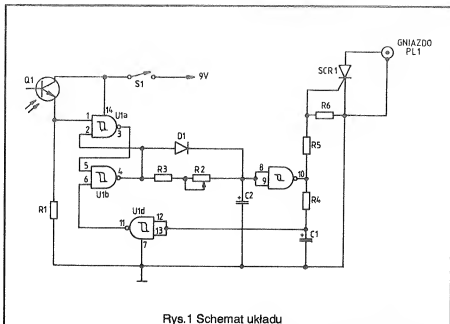 GNIAZDO
PL1
Q1
S1
9V
SCR1
14
U1a
1
2
3
R6
D1
5
6
4
U1b
R3
R2
8
9
10
R5
R4
C2
U1d
11
12
13
7
R1
C1
Rys.1 Schemat układu